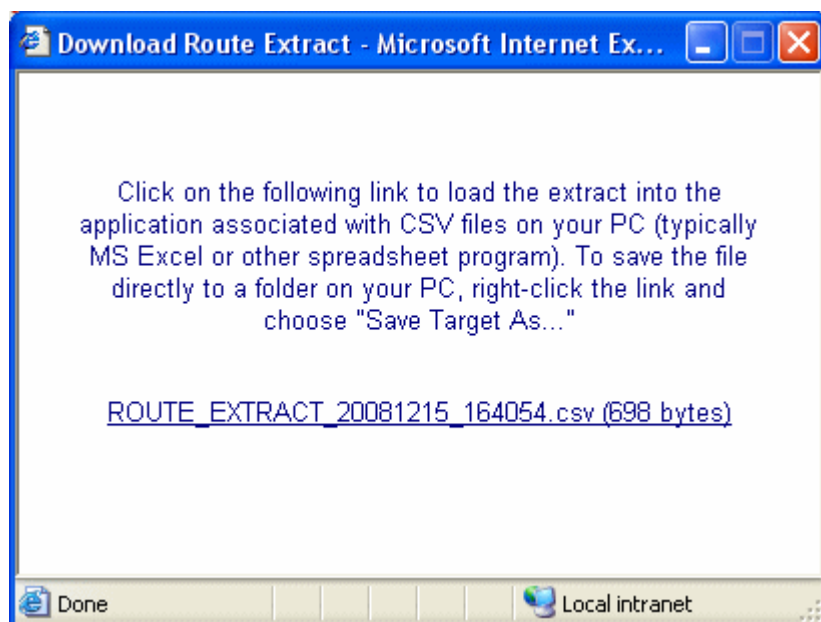 Download Route Extract - Microsoft Internet Ex...
Click on the following link to load the extract into the
application associated with CSV files on your PC (typically
MS Excel or other spreadsheet program). To save the file
directly to a folder on your PC, right-click the link and
choose "Save Target As..."
ROUTE_EXTRACT_20081215_164054.csv (698 bytes)
Done
Local intranet